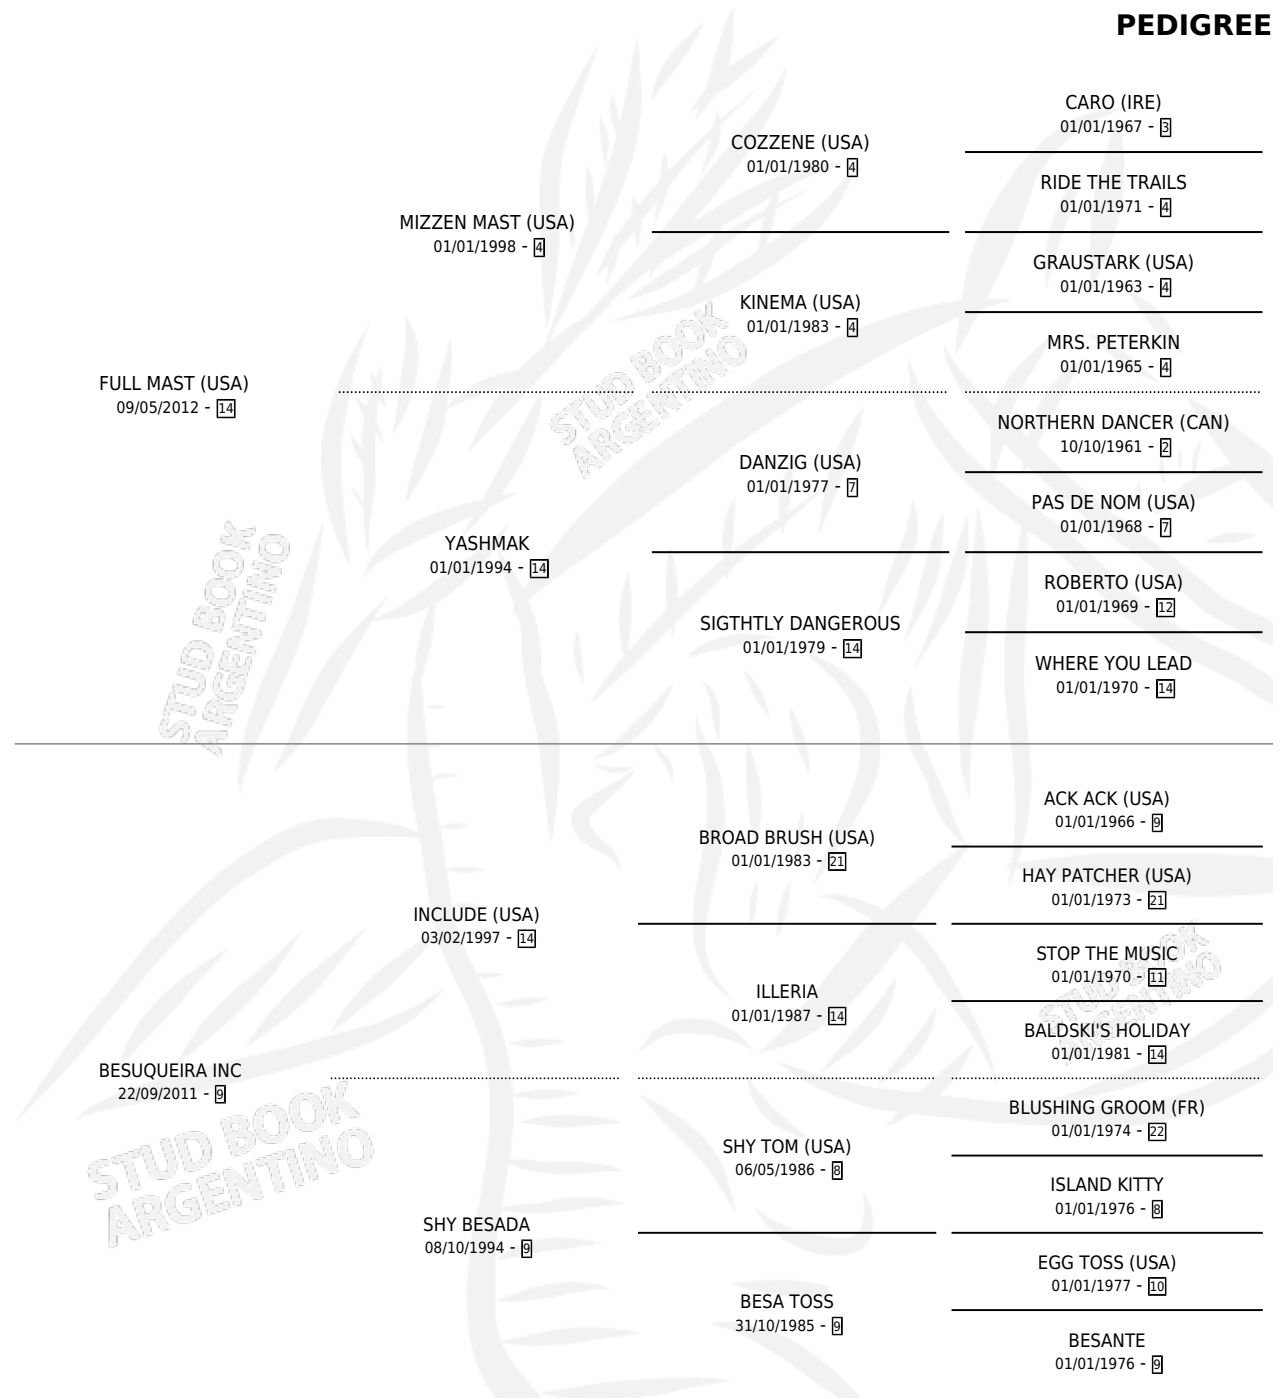 PEDIGREE
CARO (IRE)
01/01/1967 - 3
COZZENE (USA)
01/01/1980 - 4
RIDE THE TRAILS
01/01/1971 - 4
MIZZEN MAST (USA)
01/01/1998 - 4
GRAUSTARK (USA)
01/01/1963 - 4
KINEMA (USA)
01/01/1983 - 4
MRS. PETERKIN
01/01/1965 - 4
FULL MAST (USA)
09/05/2012 - 14
NORTHERN DANCER (CAN)
10/10/1961 - 2
DANZIG (USA)
01/01/1977 - 7
PAS DE NOM (USA)
01/01/1968 - 7
YASHMAK
01/01/1994 - 14
ROBERTO (USA)
01/01/1969 - 12
SIGTHTLY DANGEROUS
01/01/1979 - 14
WHERE YOU LEAD
01/01/1970 - 14
ACK ACK (USA)
01/01/1966 - 9
BROAD BRUSH (USA)
01/01/1983 - 21
HAY PATCHER (USA)
01/01/1973 - 21
INCLUDE (USA)
03/02/1997 - 14
STOP THE MUSIC
01/01/1970 - 11
ILLERIA
01/01/1987 - 14
BALDSKI'S HOLIDAY
01/01/1981 - 14
BESUQUEIRA INC
22/09/2011 - 9
BLUSHING GROOM (FR)
01/01/1974 - 22
SHY TOM (USA)
06/05/1986 - 8
ISLAND KITTY
01/01/1976 - 8
SHY BESADA
08/10/1994 - 9
EGG TOSS (USA)
01/01/1977 - 10
BESA TOSS
31/10/1985 - 9
BESANTE
01/01/1976 - 9
STUD BOOK
ARGENTINO
STUD BOOK
ARGENTINO
STUD BOOK
ARGENTINO
STUD BOOK
ARGENTINO